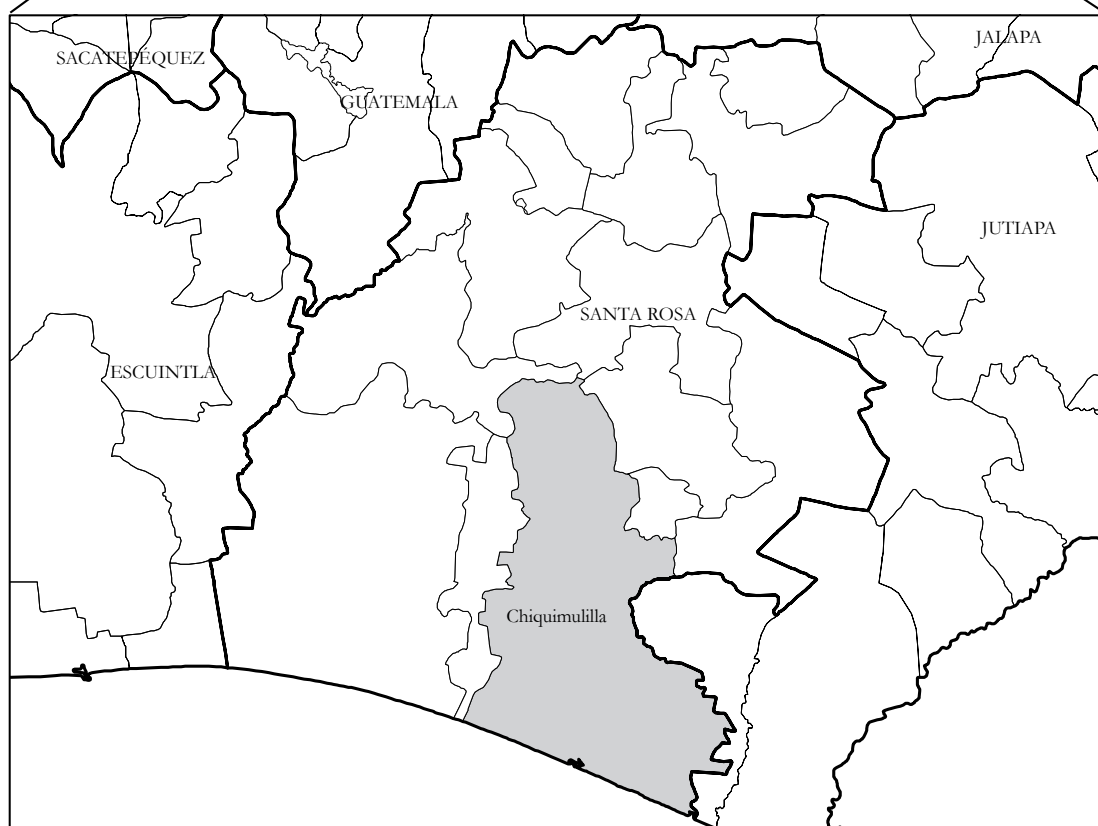 JALAPA
SACATEPÉQUEZ
GUATEMALA
JUTIAPA
SANTA ROSA
ESCUINTLA
Chiquimulilla